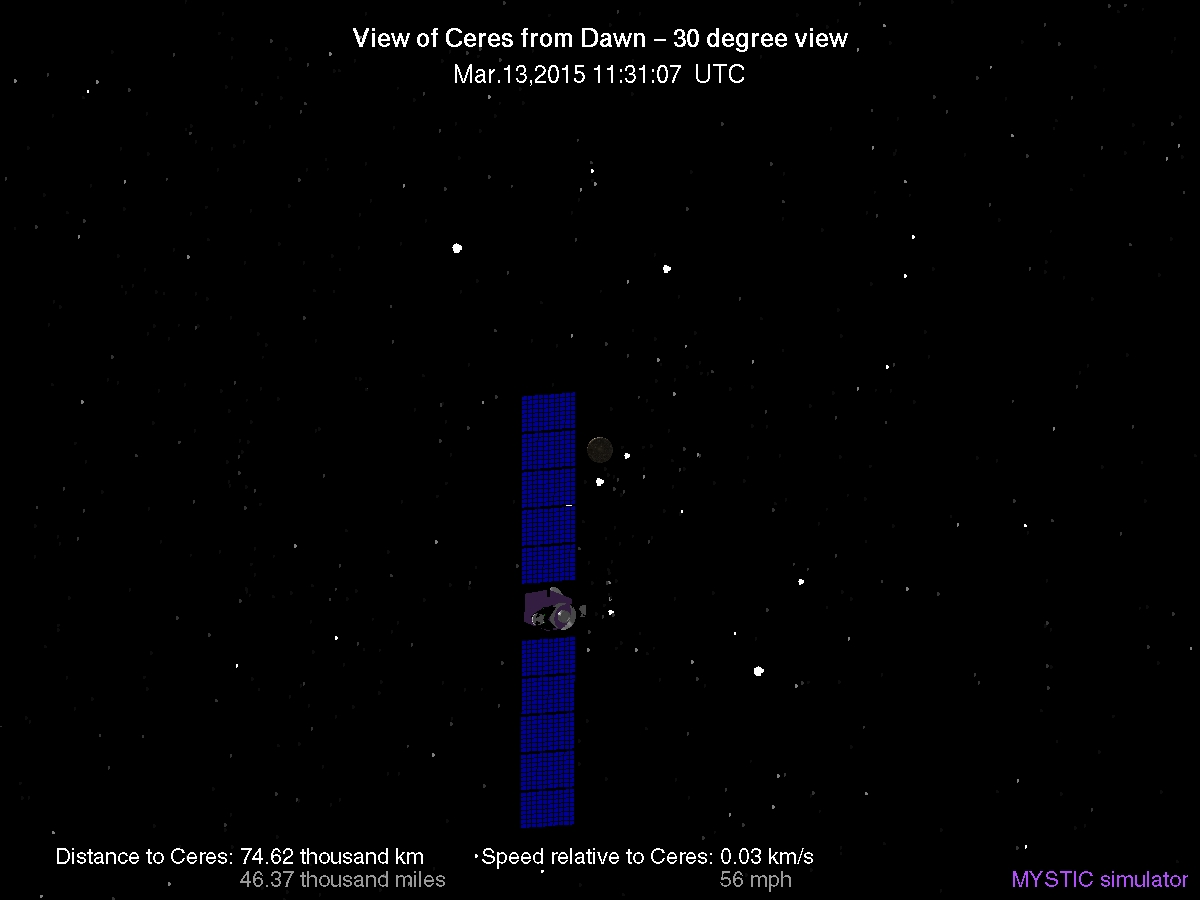 View of Ceres from Dawn – 30 degree view
Mar.13,2015 11:31:07 UTC
Distance to Ceres: 74.62 thousand km Speed relative to Ceres: 0.03 km/s
46.37 thousand miles 56 mph MYSTIC simulator